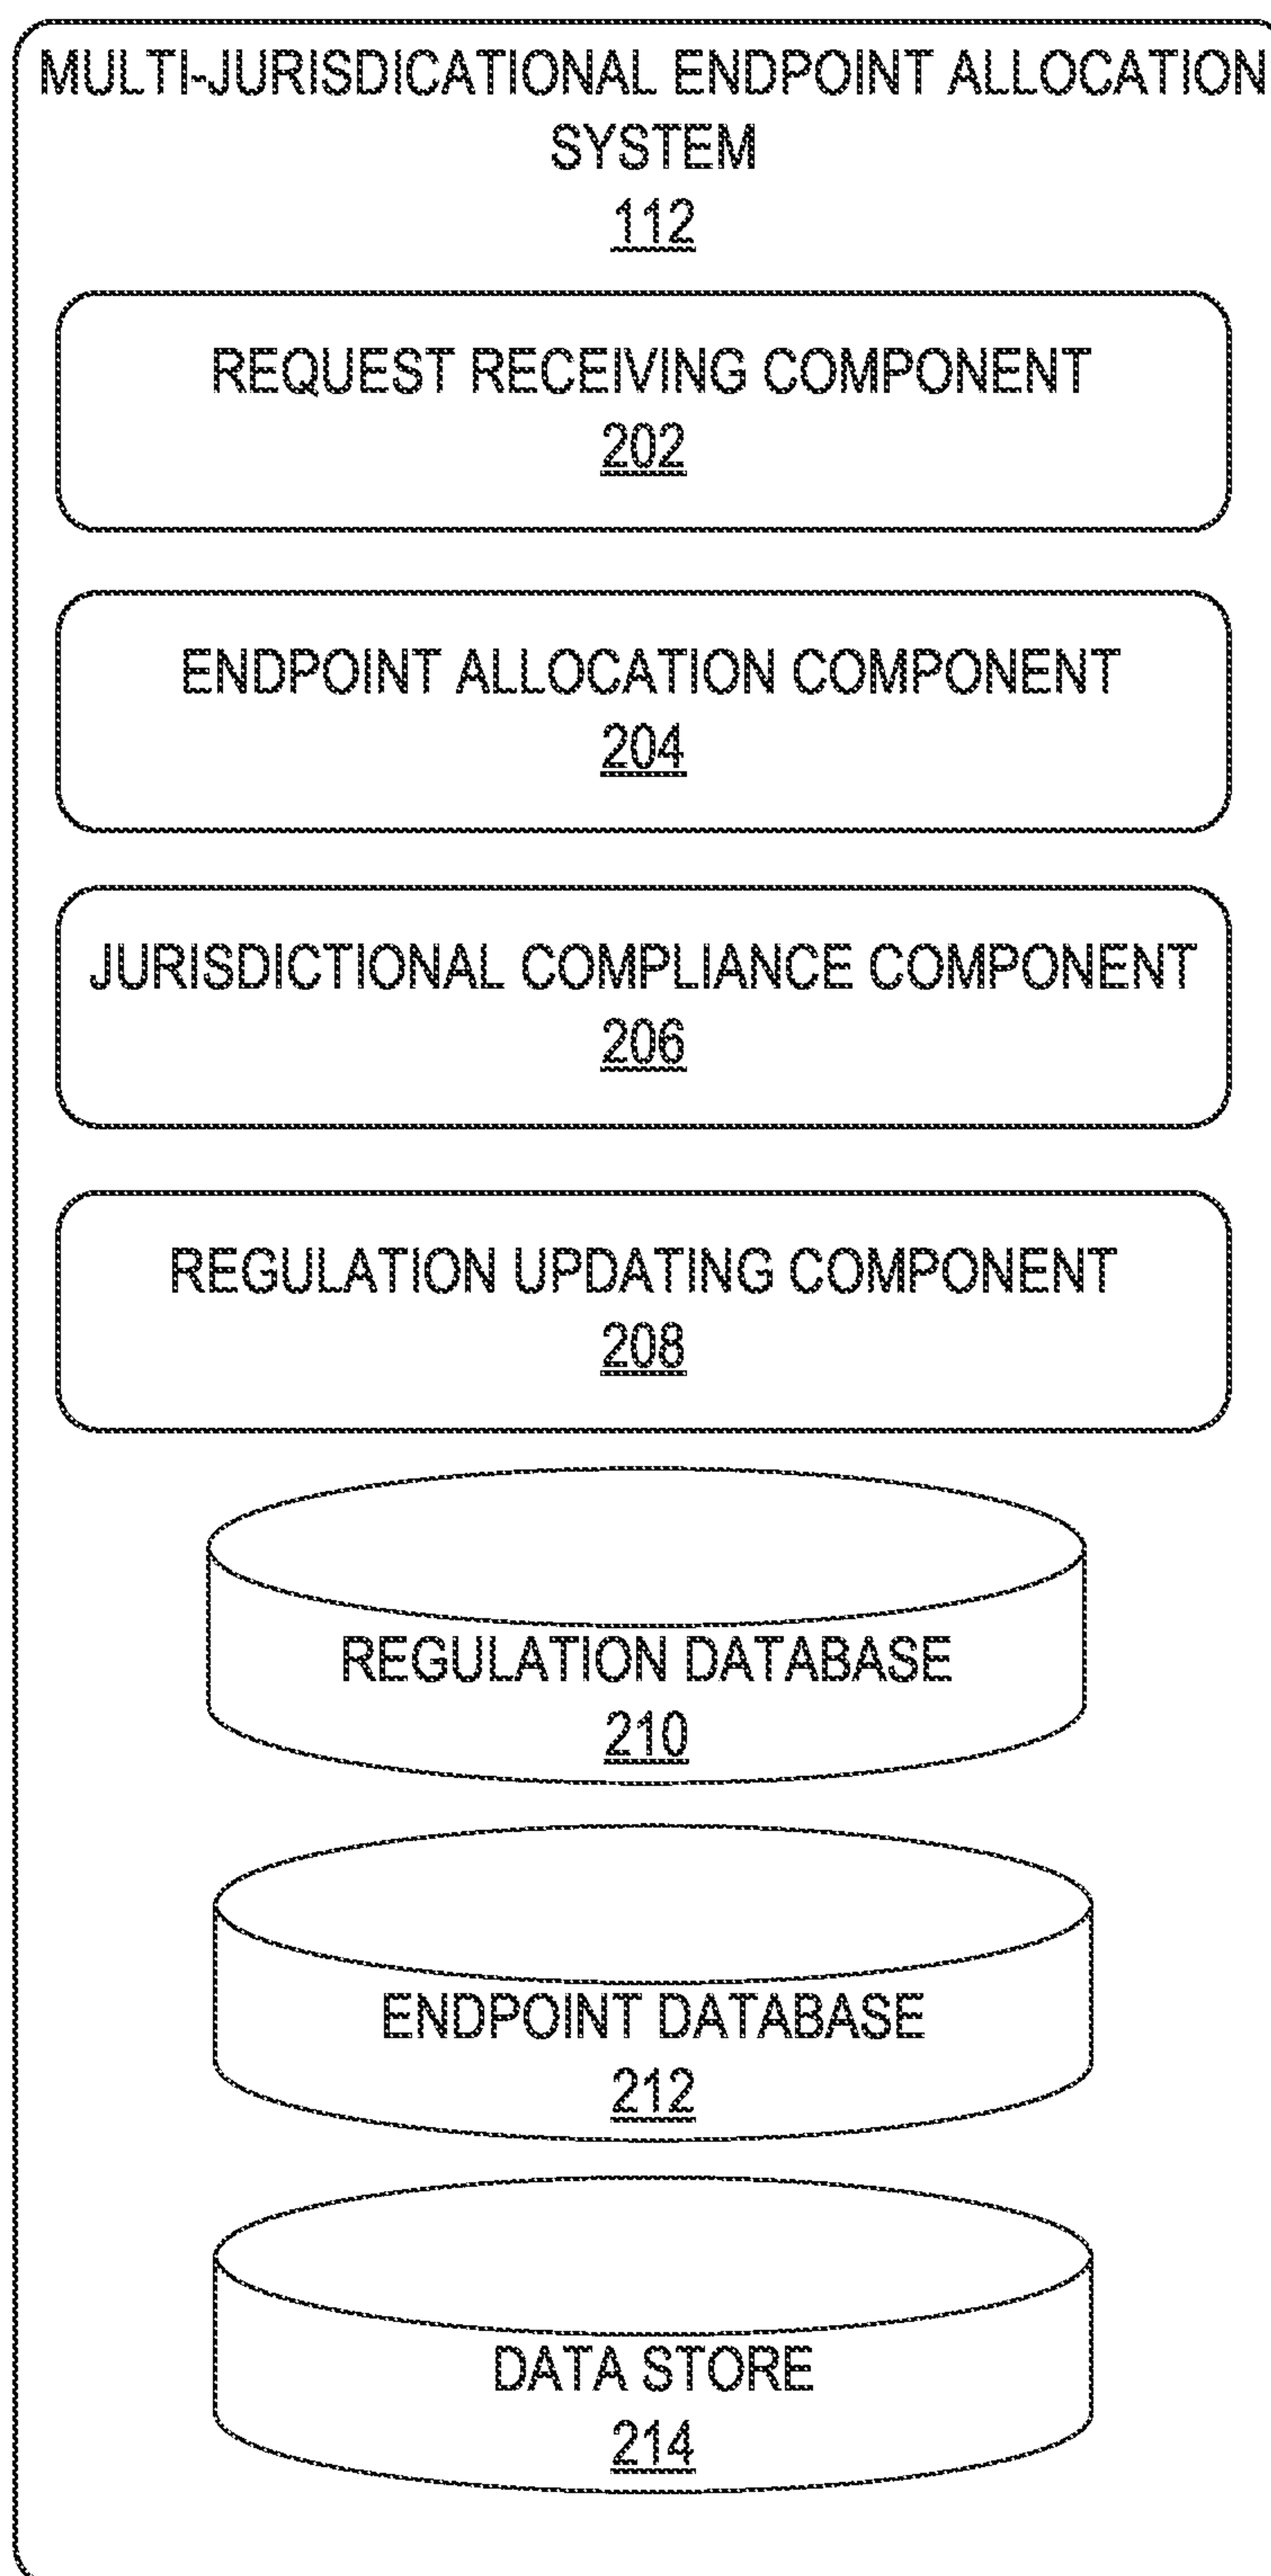 MULTI-JURISDICATIONAL ENDPOINT ALLOCATION
SYSTEM
112
REQUEST RECEIVING COMPONENT
202
ENDPOINT ALLOCATION COMPONENT
204
JURISDICTIONAL COMPLIANCE COMPONENT
206
REGULATION UPDATING COMPONENT
208
REGULATION DATABASE
210
ENDPOINT DATABASE
212
DATA STORE
214